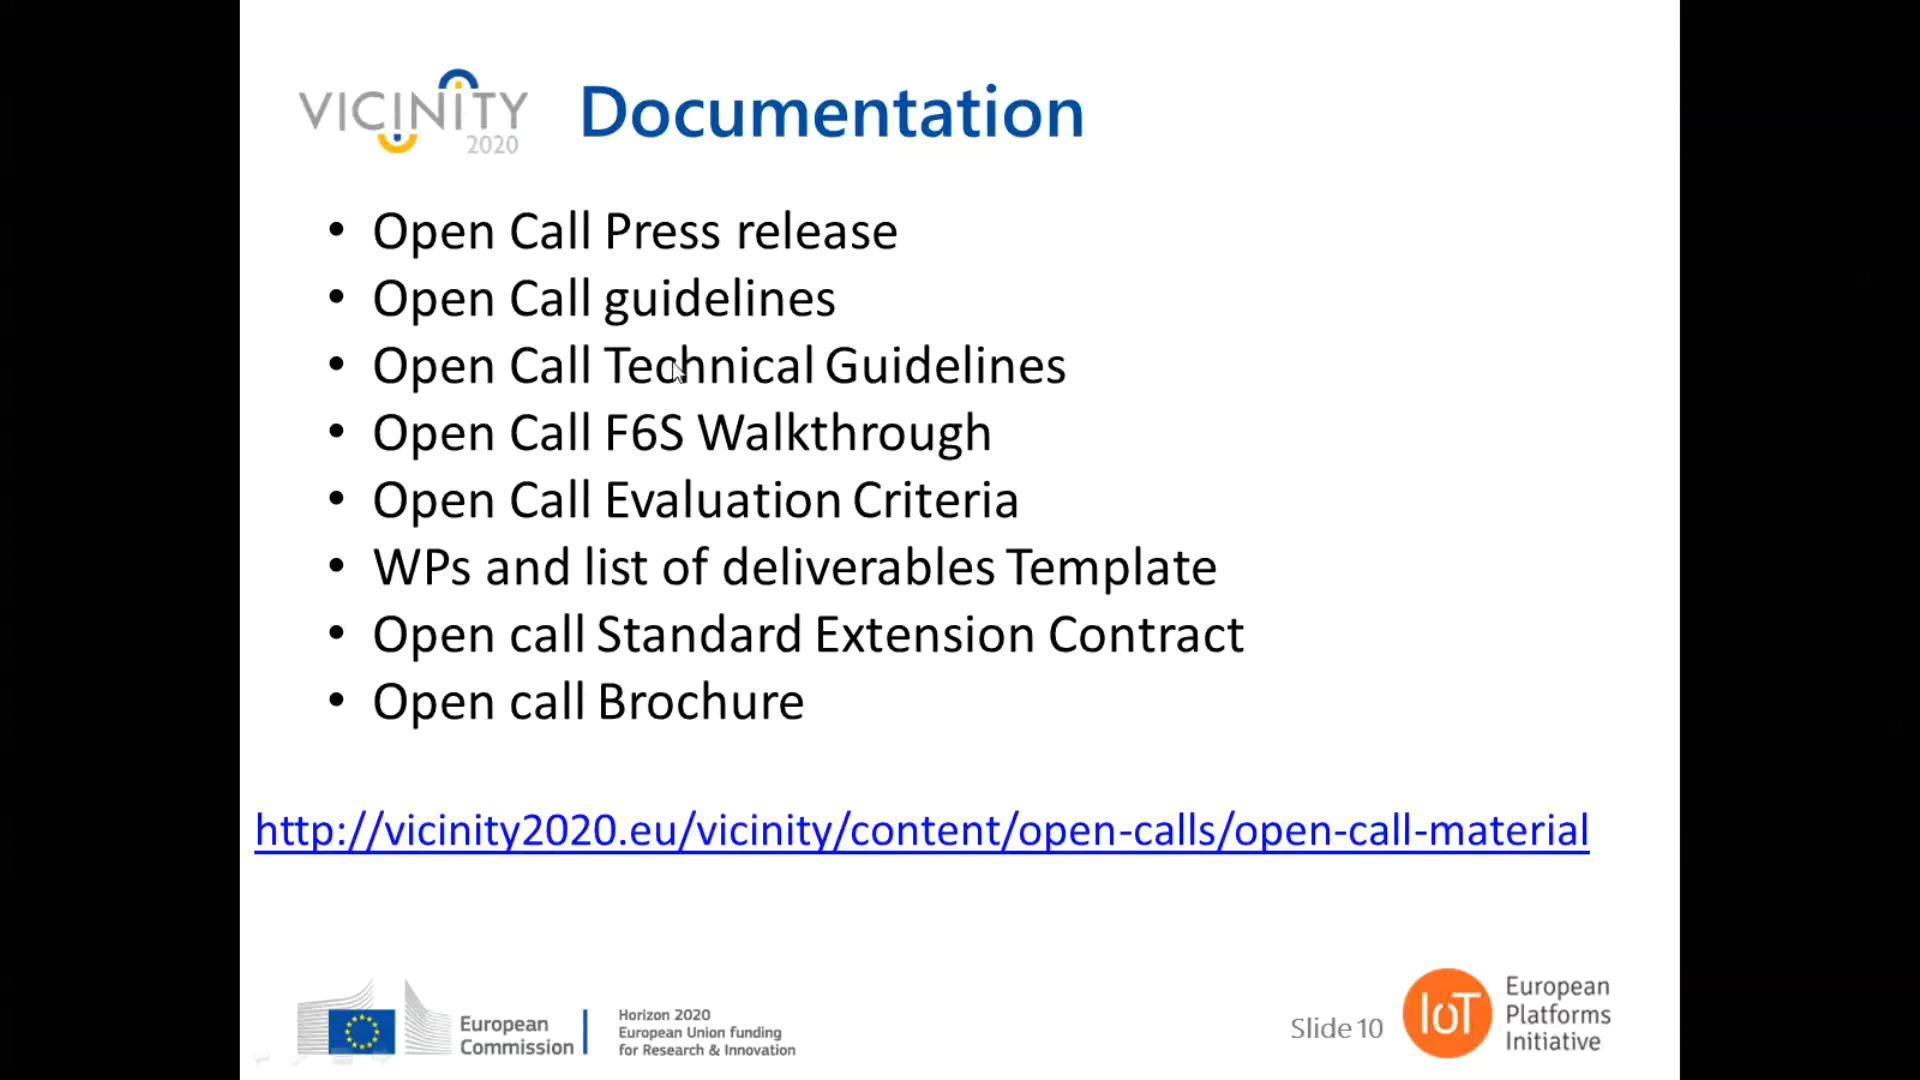 VICINITY
2020
Documentation
• Open Call Press release
• Open Call guidelines
• Open Call Technical Guidelines
• Open Call F6S Walkthrough
• Open Call Evaluation Criteria
• WPs and list of deliverables Template
• Open call Standard Extension Contract
• Open call Brochure
http://vicinity2020.eu/vicinity/content/open-calls/open-call-material
European
Commission
Horizon 2020
European Union funding
for Research & Innovation
Slide 10
IoT
European
Platforms
Initiative